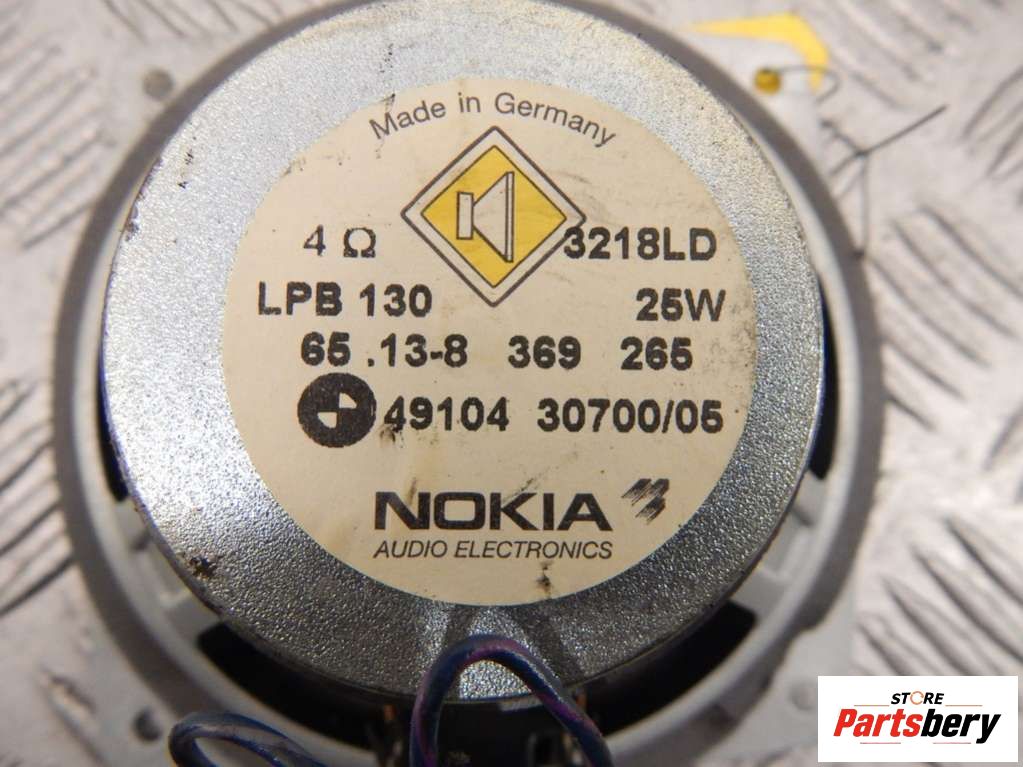 Made in Germany
4 Ω 3218LD
LPB 130 25W
65 .13-8 369 265
49104 30700/05
NOKIA
AUDIO ELECTRONICS
STORE
Partsbery